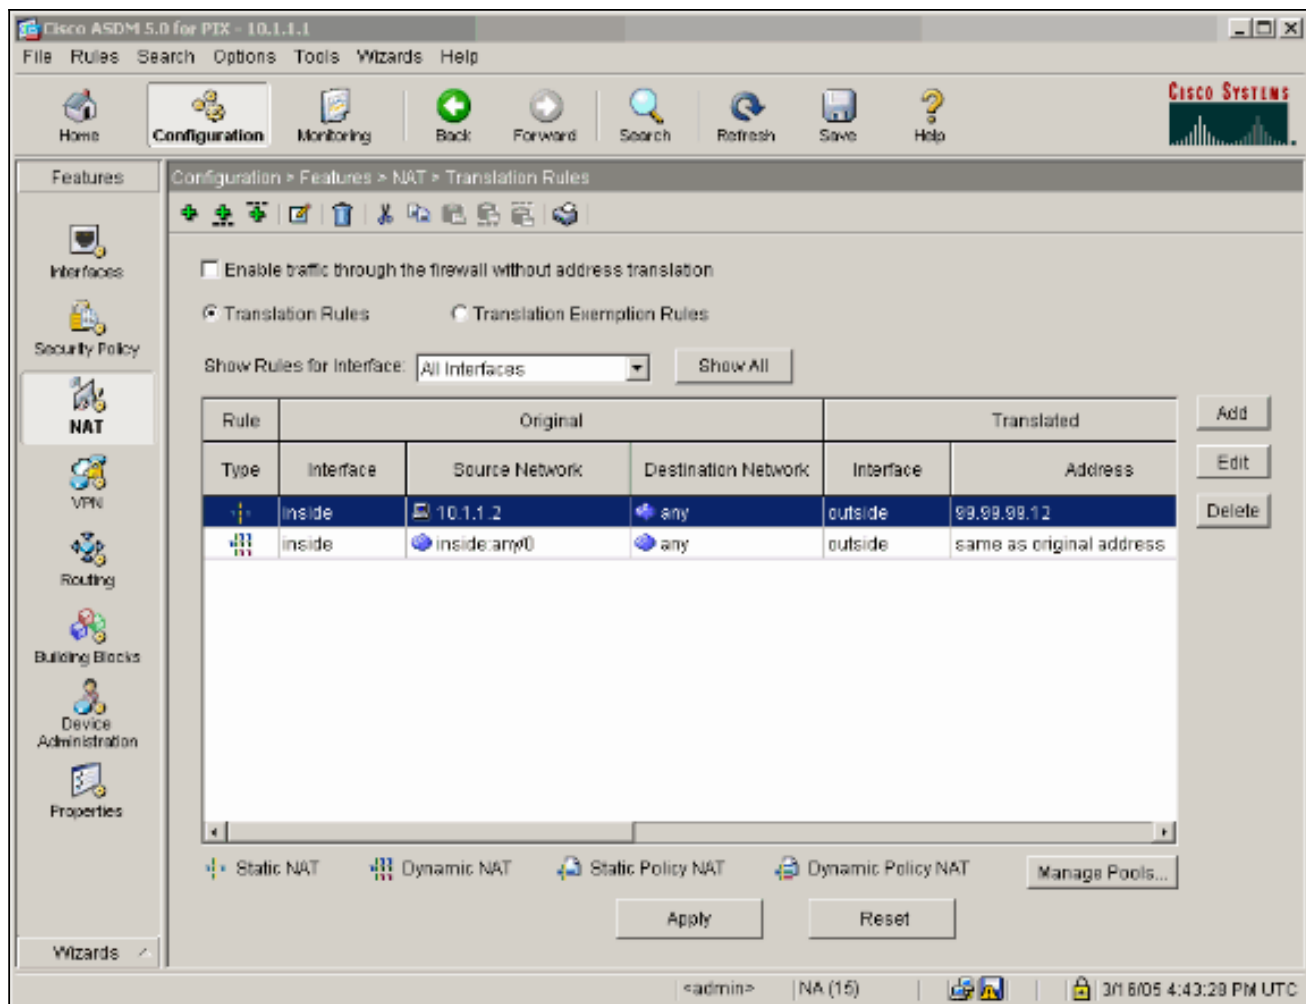 Cisco ASDM 5.0 for PIX - 10.1.1.1
File Rules Search Options Tools Wizards Help
Home Configuration Monitoring Back Forward Search Refresh Save Help
CISCO SYSTEMS
Features
Configuration > Features > NAT > Translation Rules
Interfaces
Security Policy
NAT
VPN
Routing
Building Blocks
Device
Administration
Properties
Wizards
Enable traffic through the firewall without address translation
Translation Rules Translation Exemption Rules
Show Rules for Interface: All Interfaces Show All
Rule Original Translated
Type Interface Source Network Destination Network Interface Address
inside 10.1.1.2 any outside 99.99.99.12
inside inside:any/0 any outside same as original address
Add
Edit
Delete
Static NAT Dynamic NAT Static Policy NAT Dynamic Policy NAT Manage Pools...
Apply Reset
<admin> NA (15) 3/16/05 4:43:28 PM UTC